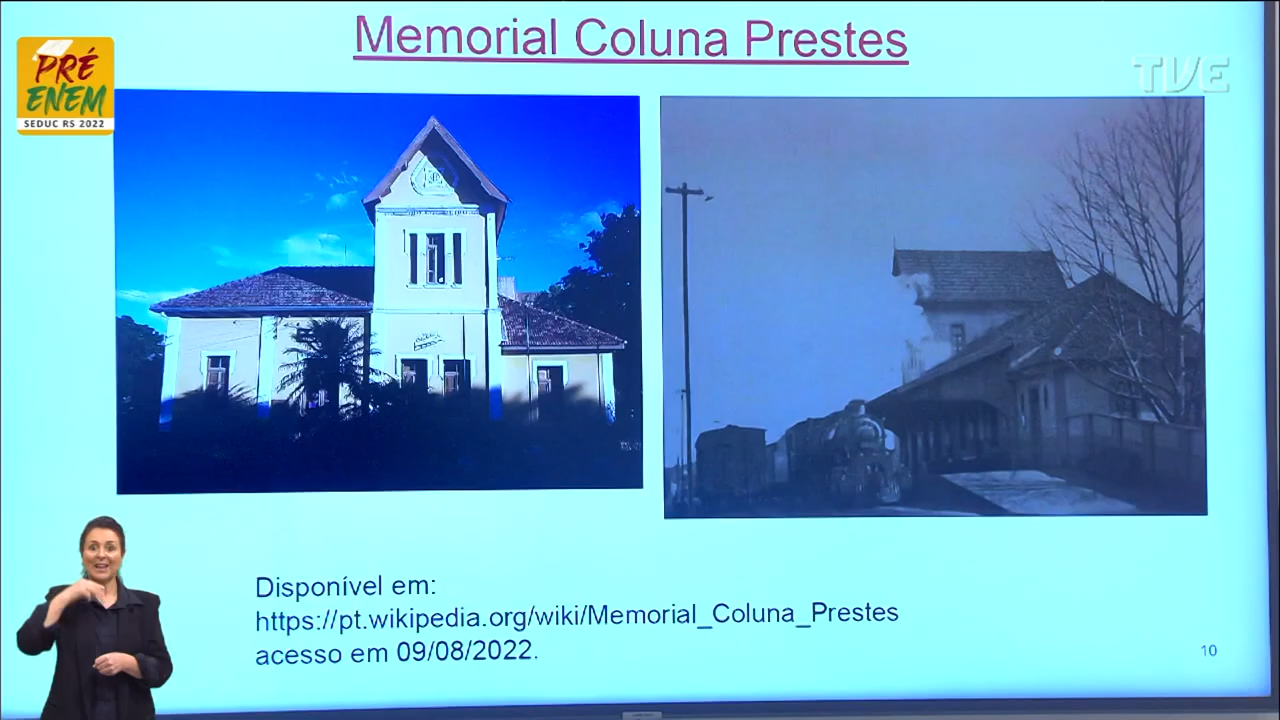 Memorial Coluna Prestes
PRÉ
ENEM
SEDUC RS 2022
TVE
Disponível em:
https://pt.wikipedia.org/wiki/Memorial_Coluna_Prestes
acesso em 09/08/2022.
10